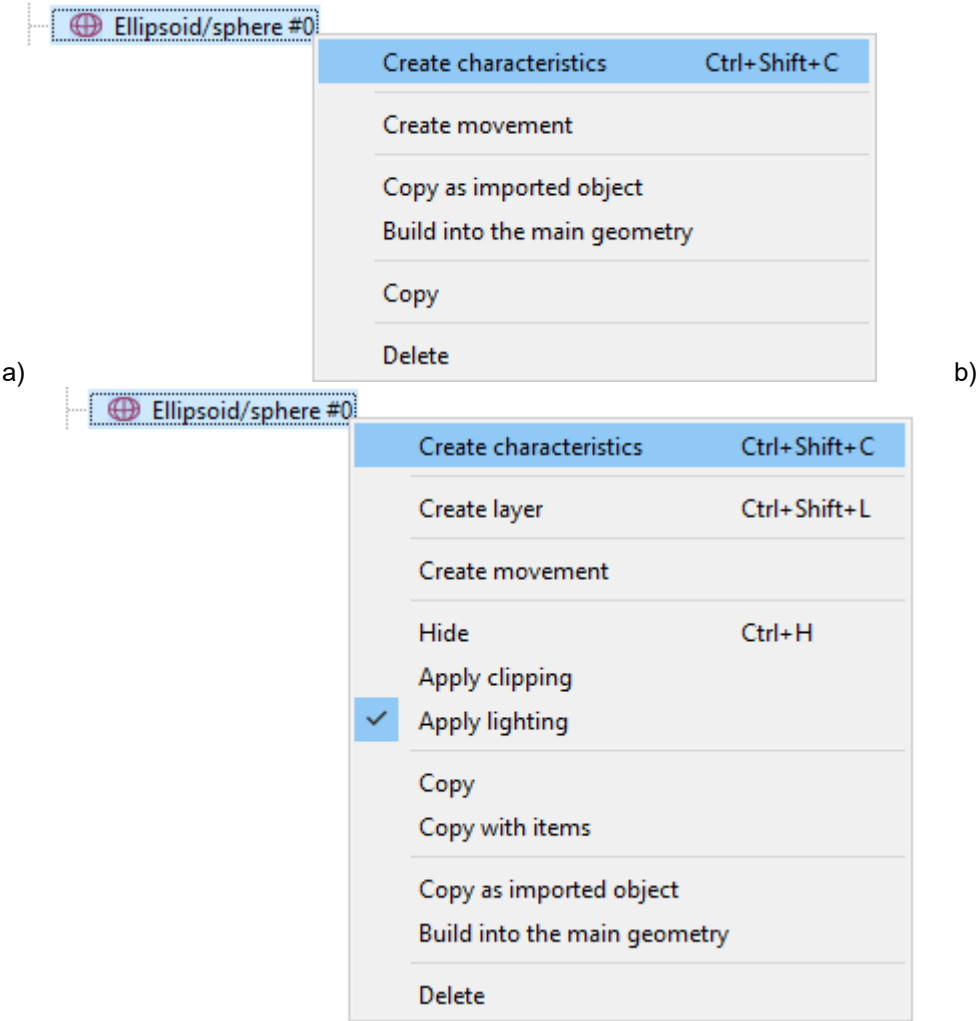 Ellipsoid/sphere #0
Create characteristics Ctrl+Shift+C
Create movement
Copy as imported object
Build into the main geometry
Copy
Delete
a)
b)
Ellipsoid/sphere #0
Create characteristics Ctrl+Shift+C
Create layer Ctrl+Shift+L
Create movement
Hide Ctrl+H
Apply clipping
Apply lighting
Copy
Copy with items
Copy as imported object
Build into the main geometry
Delete